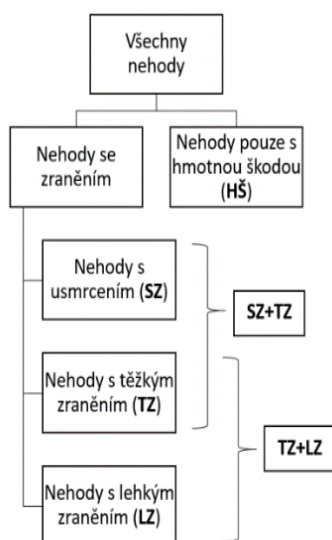 Všechny
nehody
Nehody se
zraněním
Nehody pouze s
hmotnou škodou
(HŠ)
Nehody s
usmrcením (SZ)
SZ+TZ
Nehody s těžkým
zraněním (TZ)
TZ+LZ
Nehody s lehkým
zraněním (LZ)